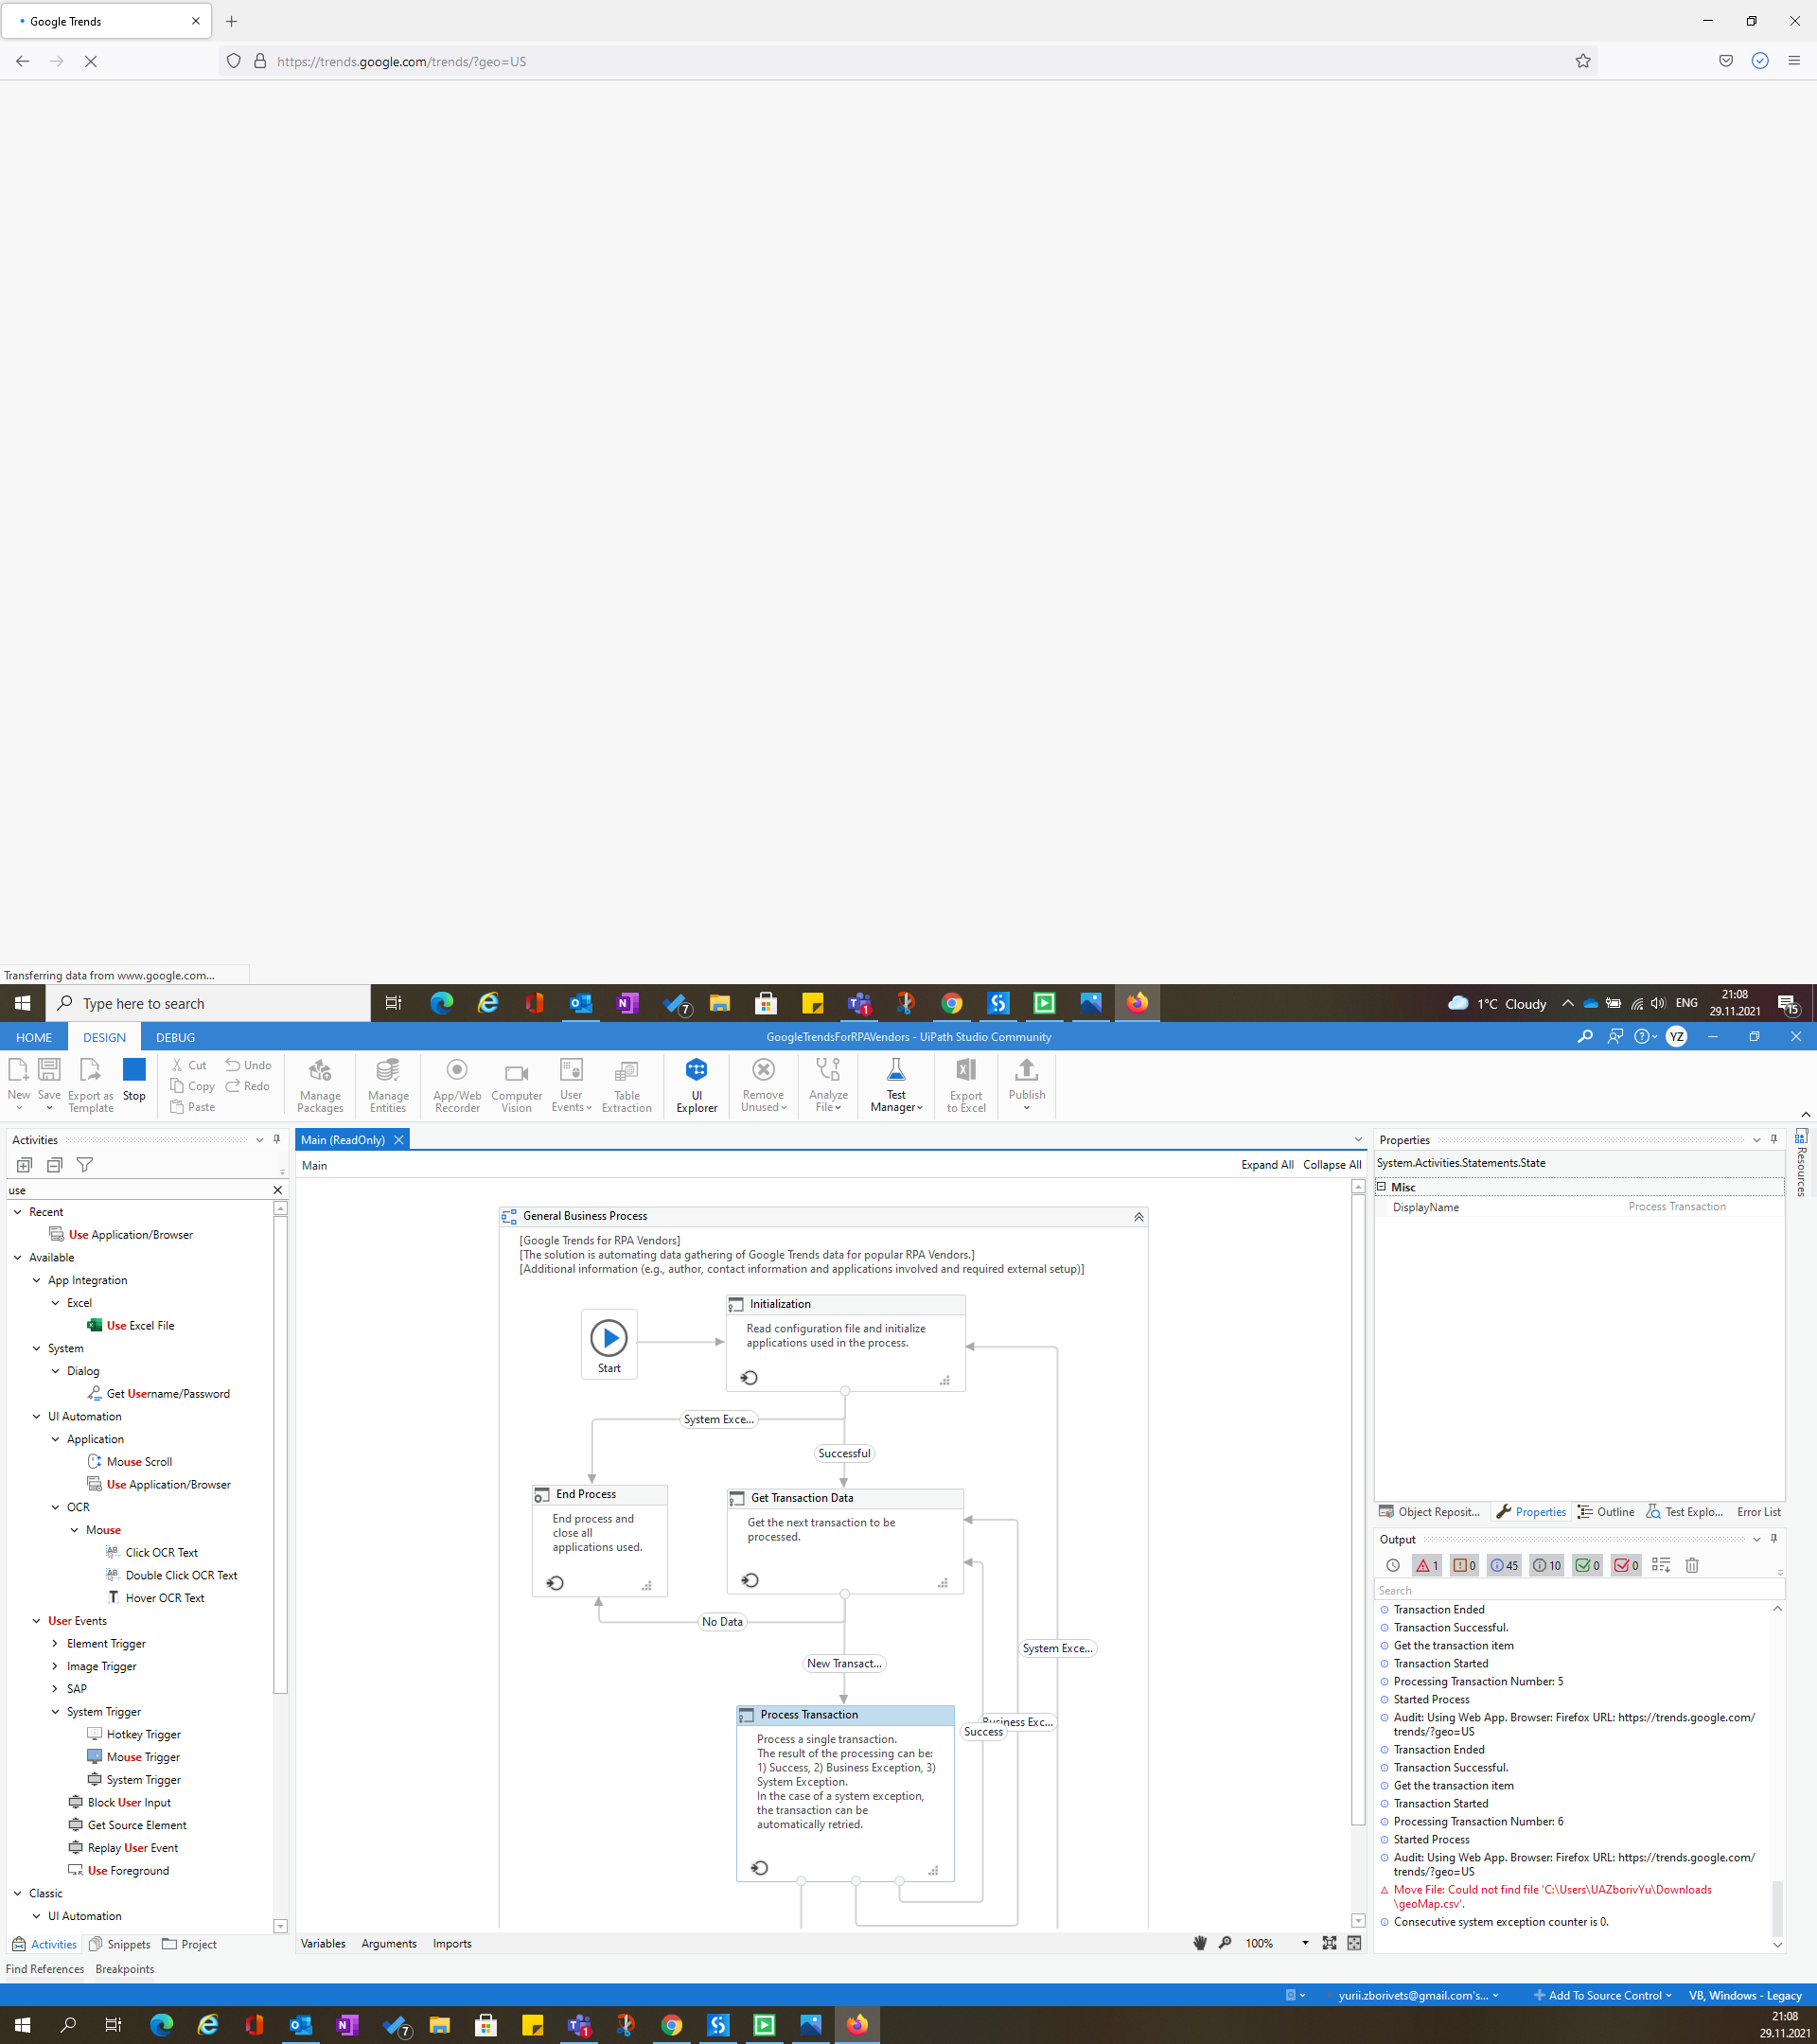 Google Trends
https://trends.google.com/trends/?geo=US
Transferring data from www.google.com...
Type here to search
7
1
1°C Cloudy
ENG
21:08
29.11.2021
15
HOME
DESIGN
DEBUG
GoogleTrendsForRPAVendors - UiPath Studio Community
YZ
New
Save
Export as Template
Stop
Cut
Copy
Paste
Undo
Redo
Manage Packages
Manage Entities
App/Web Recorder
Computer Vision
User Events
Table Extraction
UI Explorer
Remove Unused
Analyze File
Test Manager
Export to Excel
Publish
Activities
use
Recent
Use Application/Browser
Available
App Integration
Excel
Use Excel File
System
Dialog
Get Username/Password
UI Automation
Application
Mouse Scroll
Use Application/Browser
OCR
Mouse
Click OCR Text
Double Click OCR Text
Hover OCR Text
User Events
Element Trigger
Image Trigger
SAP
System Trigger
Hotkey Trigger
Mouse Trigger
System Trigger
Block User Input
Get Source Element
Replay User Event
Use Foreground
Classic
UI Automation
Activities
Snippets
Project
Find References
Breakpoints
Main (ReadOnly)
Main
Expand All
Collapse All
General Business Process
[Google Trends for RPA Vendors]
[The solution is automating data gathering of Google Trends data for popular RPA Vendors.]
[Additional information (e.g., author, contact information and applications involved and required external setup)]
Start
Initialization
Read configuration file and initialize
applications used in the process.
System Exce...
Successful
End Process
End process and
close all
applications used.
Get Transaction Data
Get the next transaction to be
processed.
No Data
New Transact...
System Exce...
Business Exc...
Success
Process Transaction
Process a single transaction.
The result of the processing can be:
1) Success, 2) Business Exception, 3)
System Exception.
In the case of a system exception,
the transaction can be
automatically retried.
Variables
Arguments
Imports
100%
Properties
System.Activities.Statements.State
Misc
DisplayName
Process Transaction
Resources
Object Reposit...
Properties
Outline
Test Explo...
Error List
Output
1
0
45
10
0
0
Search
Transaction Ended
Transaction Successful.
Get the transaction item
Transaction Started
Processing Transaction Number: 5
Started Process
Audit: Using Web App. Browser: Firefox URL: https://trends.google.com/
trends/?geo=US
Transaction Ended
Transaction Successful.
Get the transaction item
Transaction Started
Processing Transaction Number: 6
Started Process
Audit: Using Web App. Browser: Firefox URL: https://trends.google.com/
trends/?geo=US
Move File: Could not find file 'C:\Users\UAZborivYu\Downloads
\geoMap.csv'.
Consecutive system exception counter is 0.
yurii.zborivets@gmail.com's...
Add To Source Control
VB, Windows - Legacy
7
1
21:08
29.11.2021